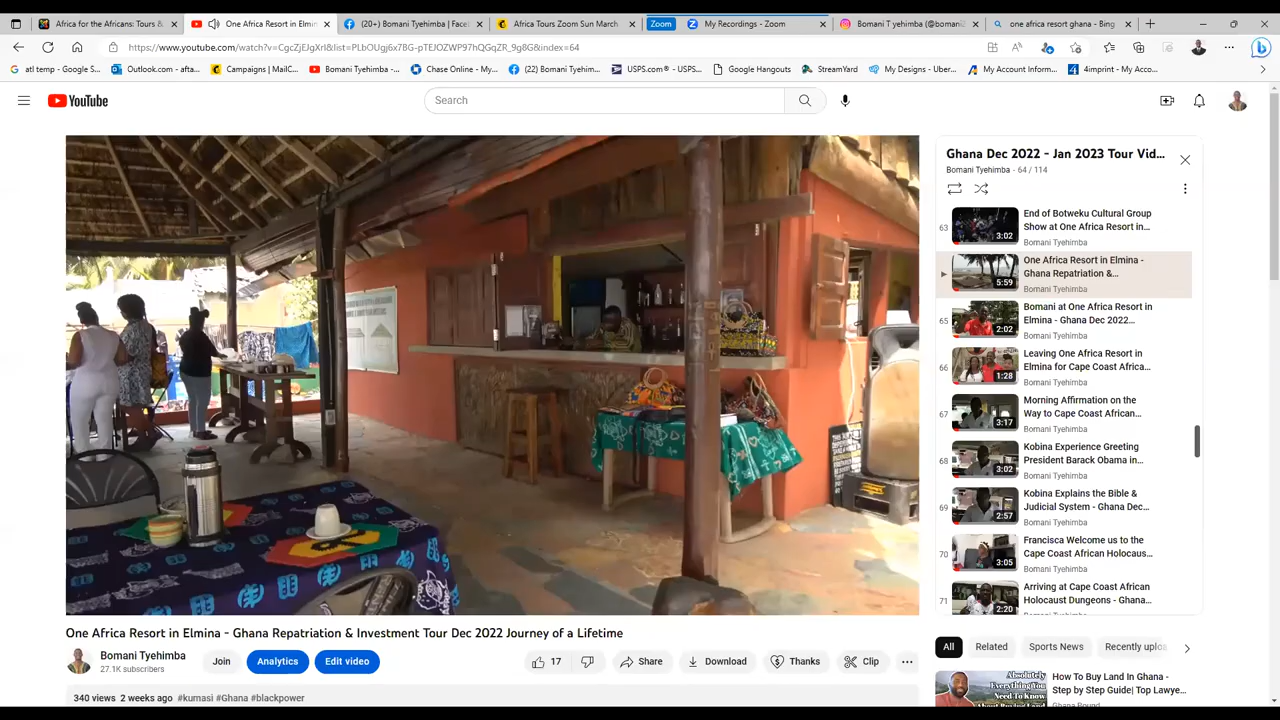 Africa for the Africans: Tours &
One Africa Resort in Elmin
(20+) Bomani Tyehimba | Face
Africa Tours Zoom Sun March
Zoom
My Recordings - Zoom
Bomani T yehimba (@bomani
one africa resort ghana - Bing
https://www.youtube.com/watch?v=CgcZjEJgXrI&list=PLbOUgj6x78G-pTEJOZWP97hQGqZR_9g8G&index=64
atl temp - Google S...
Outlook.com - afta...
Campaigns | MailC...
Bomani Tyehimba -...
Chase Online - My...
(22) Bomani Tyehim...
USPS.com® - USPS...
Google Hangouts
StreamYard
My Designs - Uber...
My Account Inform...
4imprint - My Acco...
YouTube
Search
Ghana Dec 2022 - Jan 2023 Tour Vid...
Bomani Tyehimba - 64 / 114
63
3:02
End of Botweku Cultural Group
Show at One Africa Resort in...
Bomani Tyehimba
5:59
One Africa Resort in Elmina -
Ghana Repatriation &...
Bomani Tyehimba
65
2:02
Bomani at One Africa Resort in
Elmina - Ghana Dec 2022...
Bomani Tyehimba
66
1:28
Leaving One Africa Resort in
Elmina for Cape Coast Africa...
Bomani Tyehimba
67
3:17
Morning Affirmation on the
Way to Cape Coast African...
Bomani Tyehimba
68
3:02
Kobina Experience Greeting
President Barack Obama in...
Bomani Tyehimba
69
2:57
Kobina Explains the Bible &
Judicial System - Ghana Dec...
Bomani Tyehimba
70
3:05
Francisca Welcome us to the
Cape Coast African Holocaus...
Bomani Tyehimba
71
2:20
Arriving at Cape Coast African
Holocaust Dungeons - Ghana...
One Africa Resort in Elmina - Ghana Repatriation & Investment Tour Dec 2022 Journey of a Lifetime
Bomani Tyehimba
27.1K subscribers
Join
Analytics
Edit video
17
Share
Download
Thanks
Clip
340 views 2 weeks ago #kumasi #Ghana #blackpower
All
Related
Sports News
Recently uploa
Absolutely
Everything You
Need To Know
How To Buy Land In Ghana -
Step by Step Guide| Top Lawye...
Ghana Bound